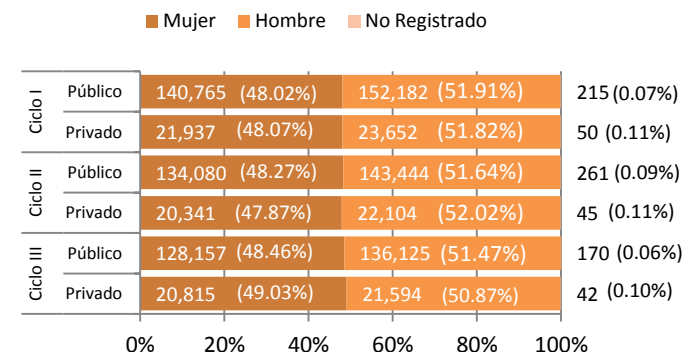 Mujer Hombre No Registrado
Ciclo I
Público 140,765 (48.02%) 152,182 (51.91%) 215 (0.07%)
Privado 21,937 (48.07%) 23,652 (51.82%) 50 (0.11%)
Ciclo II
Público 134,080 (48.27%) 143,444 (51.64%) 261 (0.09%)
Privado 20,341 (47.87%) 22,104 (52.02%) 45 (0.11%)
Ciclo III
Público 128,157 (48.46%) 136,125 (51.47%) 170 (0.06%)
Privado 20,815 (49.03%) 21,594 (50.87%) 42 (0.10%)
0% 20% 40% 60% 80% 100%